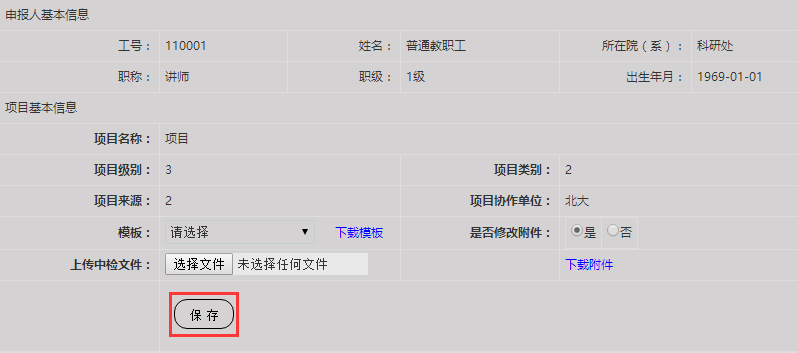 申报人基本信息
工号： 110001 姓名： 普通教职工 所在院（系）： 科研处
职称： 讲师 职级： 1级 出生年月： 1969-01-01
项目基本信息
项目名称： 项目
项目级别： 3 项目类别： 2
项目来源： 2 项目协作单位： 北大
模板： 请选择 下载模板 是否修改附件： 是 否
上传中检文件： 选择文件 未选择任何文件 下载附件
保 存